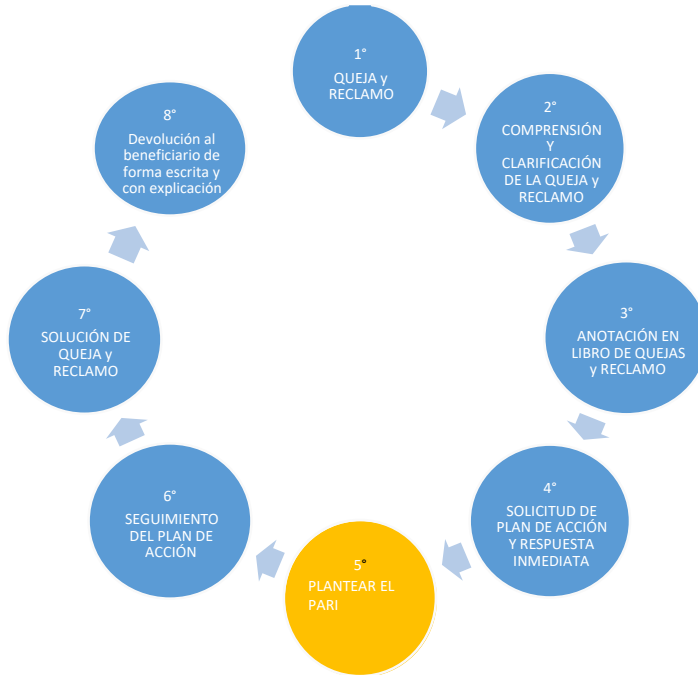 1°
QUEJA y
RECLAMO
2°
COMPRENSIÓN
Y
CLARIFICACIÓN
DE LA QUEJA y
RECLAMO
3°
ANOTACIÓN EN
LIBRO DE QUEJAS
y RECLAMO
4°
SOLICITUD DE
PLAN DE ACCIÓN
Y RESPUESTA
INMEDIATA
5°
PLANTEAR EL
PARI
6°
SEGUIMIENTO
DEL PLAN DE
ACCIÓN
7°
SOLUCIÓN DE
QUEJA y
RECLAMO
8°
Devolución al
beneficiario de
forma escrita y
con explicación